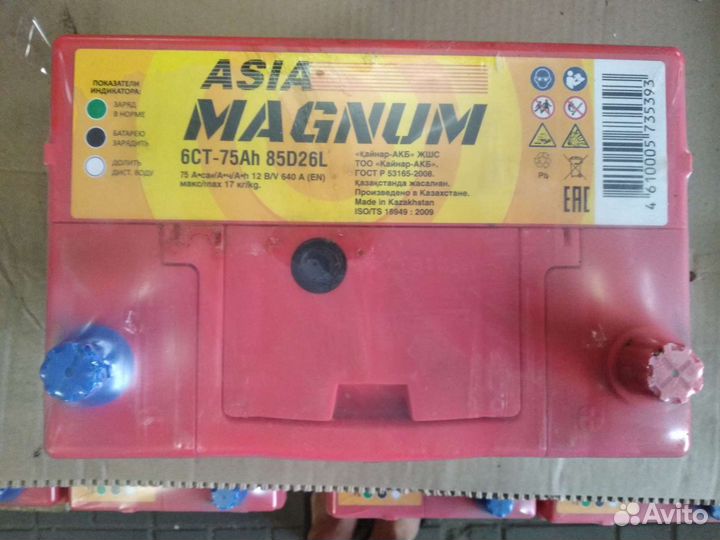 ASIA
MAGNUM
6СТ-75Ah 85D26L
75 А•сағ/А•ч/A•h 12 В/V 640 А (EN)
макс/max 17 кг/kg.
ПОКАЗАТЕЛИ
ИНДИКАТОРА:
ЗАРЯД
В НОРМЕ
БАТАРЕЮ
ЗАРЯДИТЬ
ДОЛИТЬ
ДИСТ. ВОДУ
«Қайнар-АКБ» ЖШС
ТОО «Кайнар-АКБ».
ГОСТ Р 53165-2008.
Қазақстанда жасалған.
Произведено в Казахстане.
Made in Kazakhstan
ISO/TS 16949 : 2009
Pb
EAC
4 610005 735393
Avito